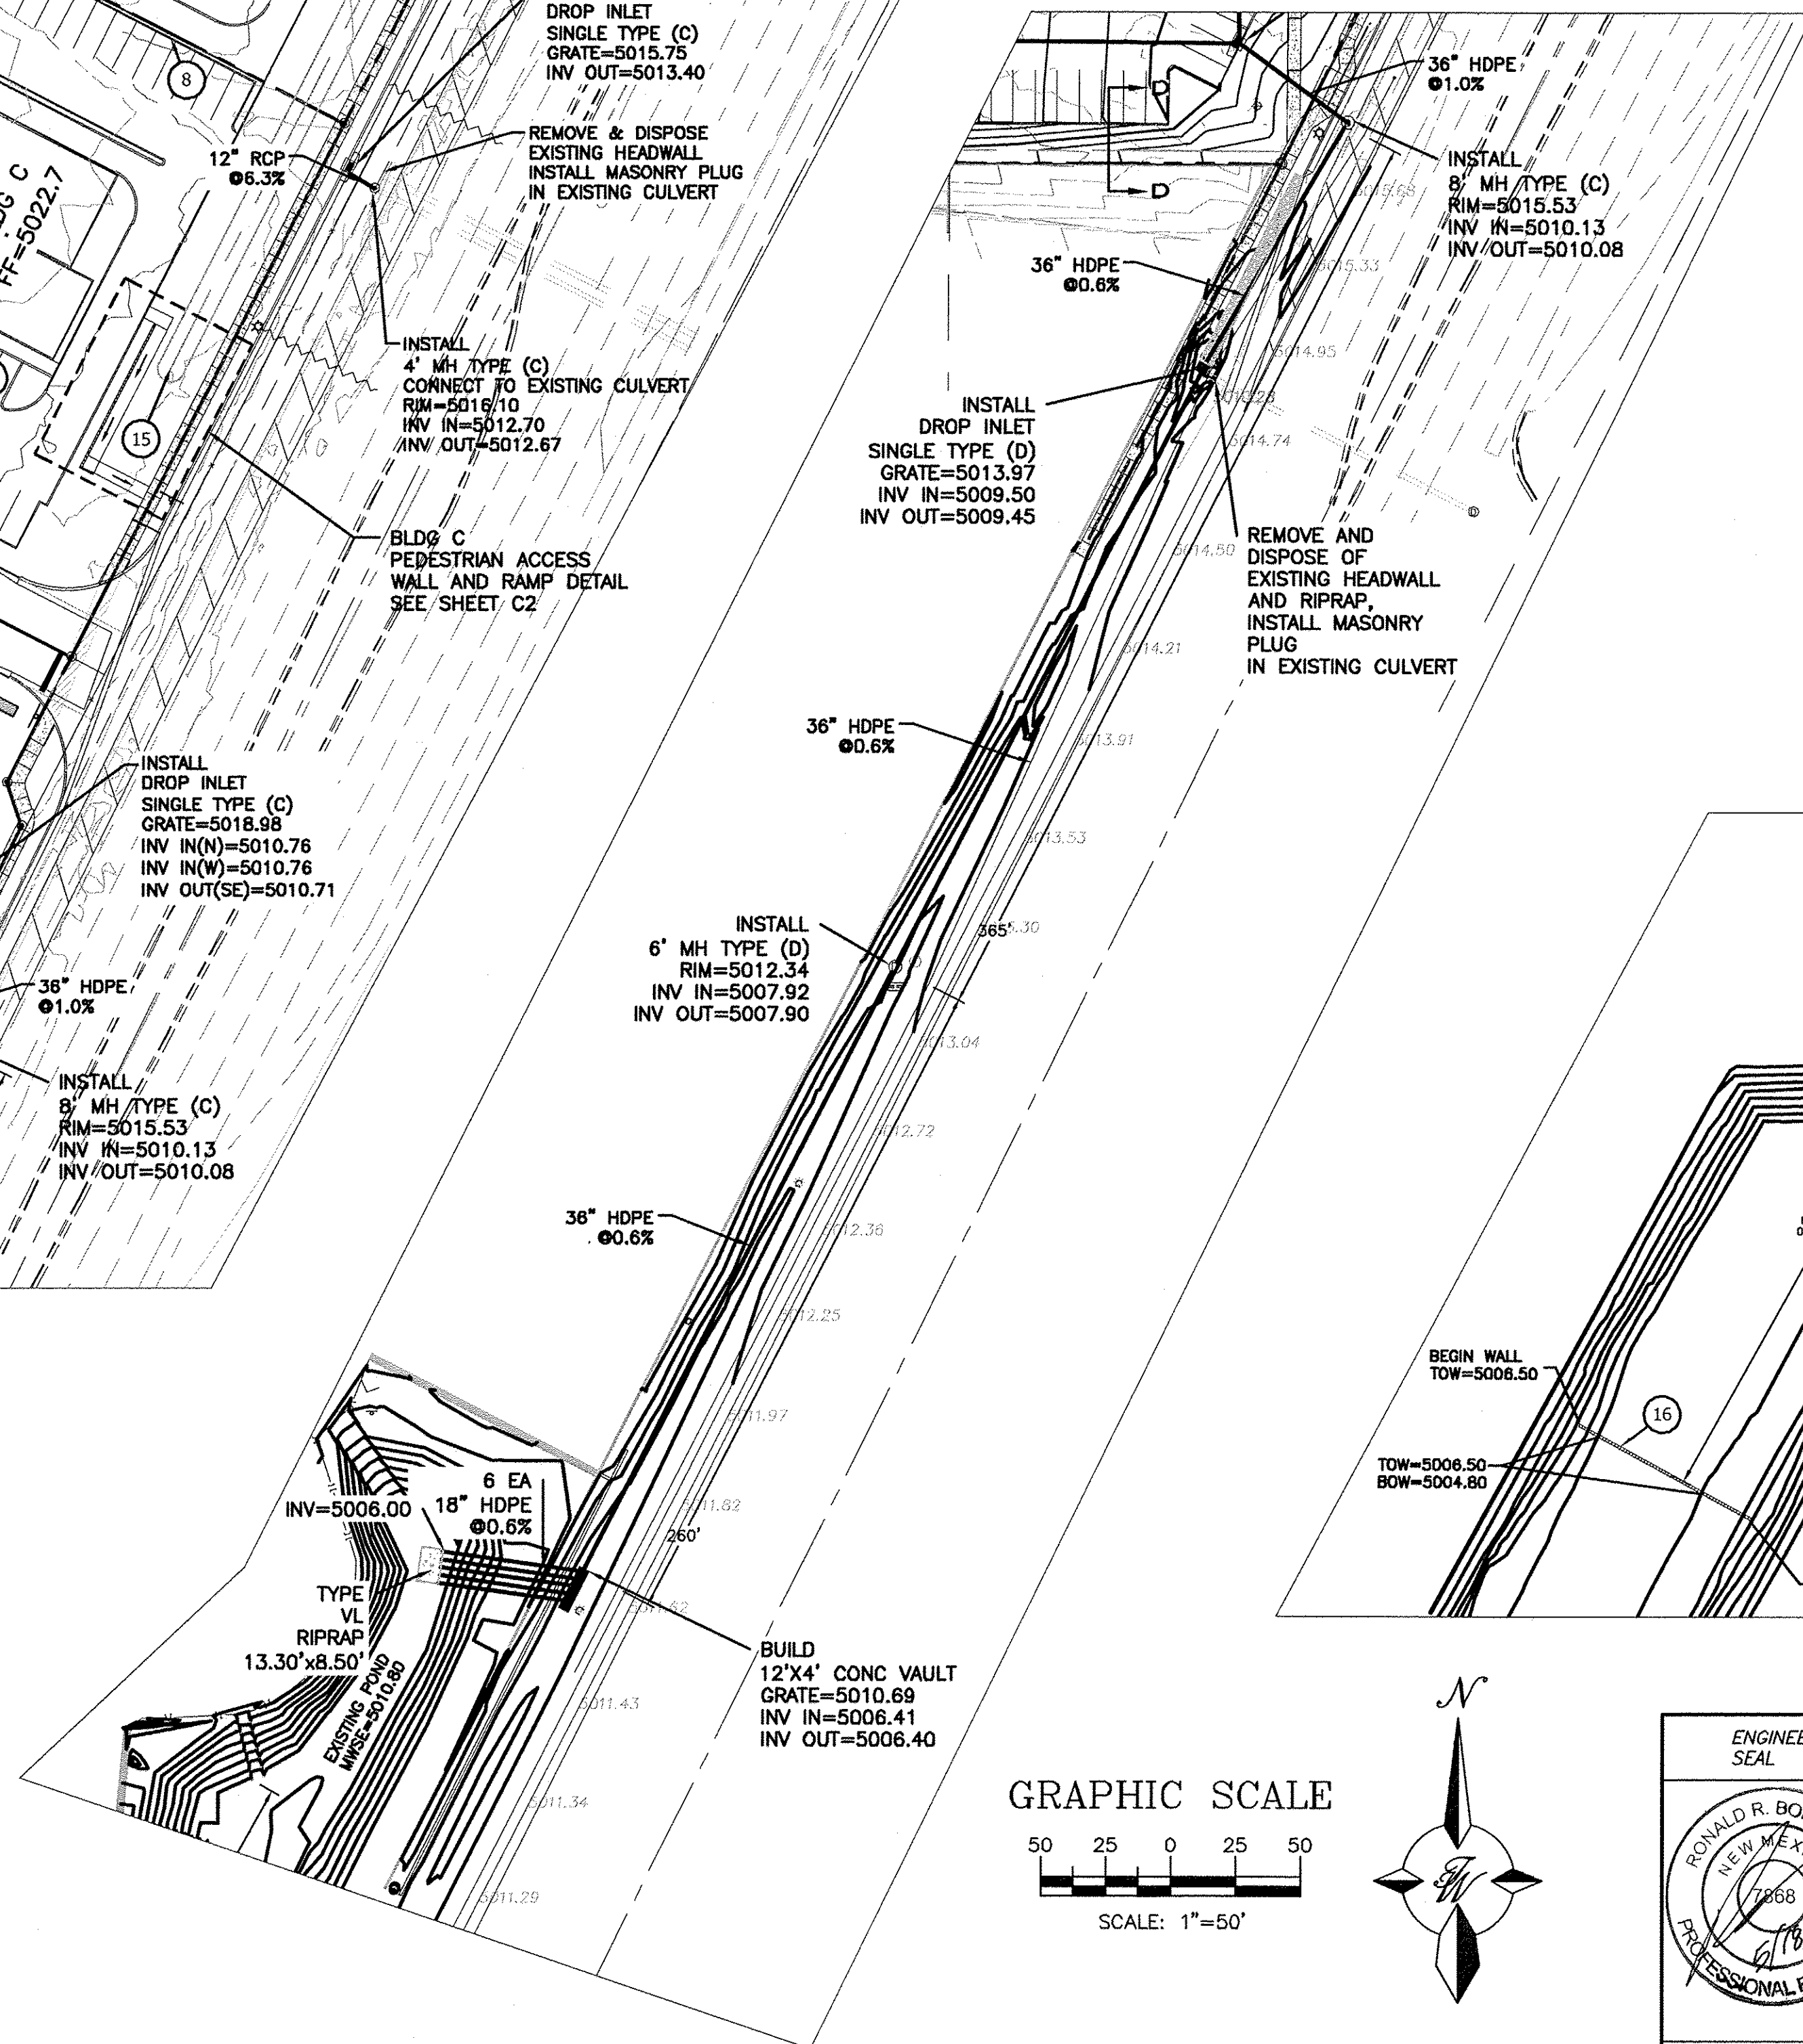 DROP INLET
SINGLE TYPE (C)
GRATE=5015.75
INV OUT=5013.40
8
REMOVE & DISPOSE
EXISTING HEADWALL
INSTALL MASONRY PLUG
IN EXISTING CULVERT
12" RCP
@6.3%
FF=5022.7
INSTALL
4' MH TYPE (C)
CONNECT TO EXISTING CULVERT
RIM=5016.10
INV IN=5012.70
INV OUT=5012.67
15
BLDG C
PEDESTRIAN ACCESS
WALL AND RAMP DETAIL
SEE SHEET C2
INSTALL
DROP INLET
SINGLE TYPE (C)
GRATE=5018.98
INV IN(N)=5010.76
INV IN(W)=5010.76
INV OUT(SE)=5010.71
36" HDPE
@1.0%
INSTALL
8' MH TYPE (C)
RIM=5015.53
INV IN=5010.13
INV OUT=5010.08
36" HDPE
@1.0%
D
D
INSTALL
8' MH TYPE (C)
RIM=5015.53
INV IN=5010.13
INV OUT=5010.08
5015.33
36" HDPE
@0.6%
5014.95
INSTALL
DROP INLET
SINGLE TYPE (D)
GRATE=5013.97
INV IN=5009.50
INV OUT=5009.45
5014.74
5014.50
REMOVE AND
DISPOSE OF
EXISTING HEADWALL
AND RIPRAP,
INSTALL MASONRY
PLUG
IN EXISTING CULVERT
5014.21
36" HDPE
@0.6%
5013.91
5013.53
INSTALL
6' MH TYPE (D)
RIM=5012.34
INV IN=5007.92
INV OUT=5007.90
365'
5013.04
5012.72
36" HDPE
@0.6%
5012.36
5012.25
5011.97
6 EA
18" HDPE
@0.6%
INV=5006.00
5011.82
260'
5011.62
TYPE
VL
RIPRAP
13.30'x8.50'
EXISTING POND
MWSE=5010.80
BUILD
12'X4' CONC VAULT
GRATE=5010.69
INV IN=5006.41
INV OUT=5006.40
5011.43
5011.34
5011.29
BEGIN WALL
TOW=5006.50
16
TOW=5006.50
BOW=5004.80
GRAPHIC SCALE
50 25 0 25 50
SCALE: 1"=50'
N
TW
SEAL
RONALD R.
7868
PROFESSIONAL